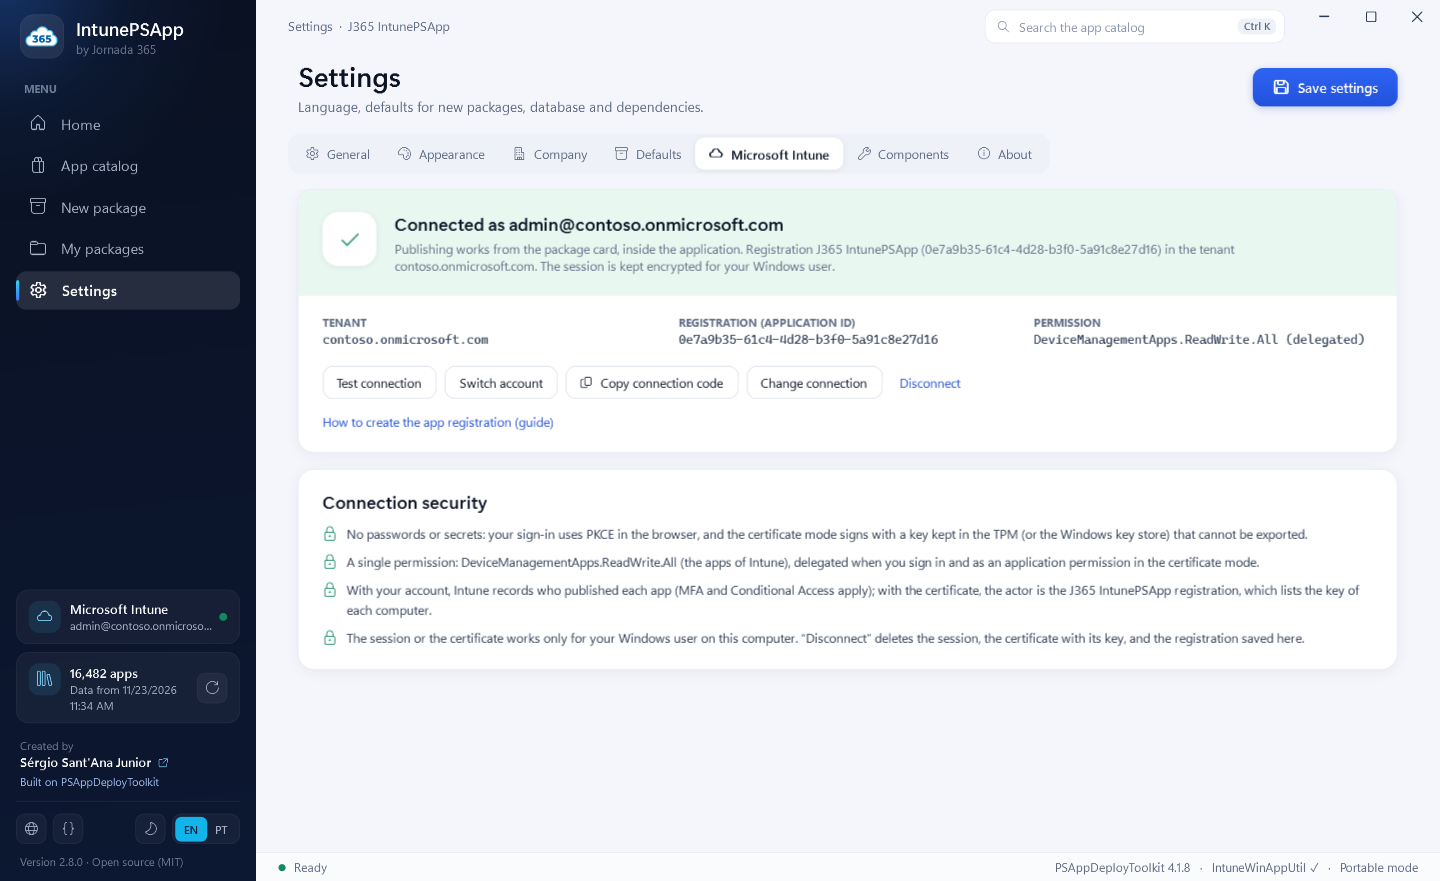 365
IntunePSApp
by Jornada 365
MENU
Home
App catalog
New package
My packages
Settings
Microsoft Intune
admin@contoso.onmicroso...
16,482 apps
Data from 11/23/2026
11:34 AM
Created by
Sérgio Sant'Ana Junior
Built on PSAppDeployToolkit
{}
EN PT
Version 2.8.0 · Open source (MIT)
Settings · J365 IntunePSApp
Search the app catalog Ctrl K
Settings
Language, defaults for new packages, database and dependencies.
Save settings
General Appearance Company Defaults Microsoft Intune Components About
Connected as admin@contoso.onmicrosoft.com
Publishing works from the package card, inside the application. Registration J365 IntunePSApp (0e7a9b35-61c4-4d28-b3f0-5a91c8e27d16) in the tenant
contoso.onmicrosoft.com. The session is kept encrypted for your Windows user.
TENANT REGISTRATION (APPLICATION ID) PERMISSION
contoso.onmicrosoft.com 0e7a9b35-61c4-4d28-b3f0-5a91c8e27d16 DeviceManagementApps.ReadWrite.All (delegated)
Test connection Switch account Copy connection code Change connection Disconnect
How to create the app registration (guide)
Connection security
No passwords or secrets: your sign-in uses PKCE in the browser, and the certificate mode signs with a key kept in the TPM (or the Windows key store) that cannot be exported.
A single permission: DeviceManagementApps.ReadWrite.All (the apps of Intune), delegated when you sign in and as an application permission in the certificate mode.
With your account, Intune records who published each app (MFA and Conditional Access apply); with the certificate, the actor is the J365 IntunePSApp registration, which lists the key of
each computer.
The session or the certificate works only for your Windows user on this computer. “Disconnect” deletes the session, the certificate with its key, and the registration saved here.
Ready
PSAppDeployToolkit 4.1.8 · IntuneWinAppUtil ✓ · Portable mode